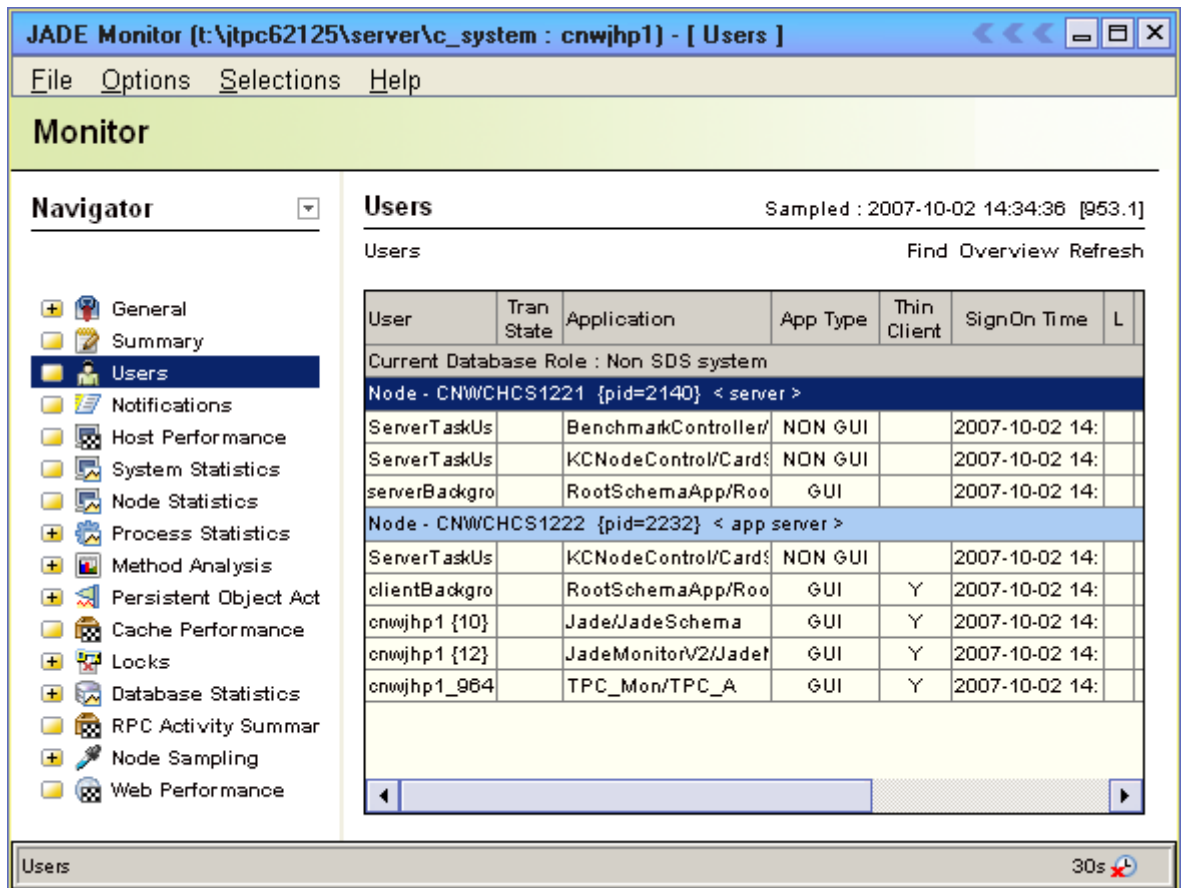 JADE Monitor (t:\jtpc62125\server\c_system : cnwjhp1) - [ Users ]
File Options Selections Help
Monitor
Navigator
General
Summary
Users
Notifications
Host Performance
System Statistics
Node Statistics
Process Statistics
Method Analysis
Persistent Object Act
Cache Performance
Locks
Database Statistics
RPC Activity Summar
Node Sampling
Web Performance
Users Sampled : 2007-10-02 14:34:36 [953.1]
Users Find Overview Refresh
User Tran State Application App Type Thin Client SignOn Time L
Current Database Role : Non SDS system
Node - CNWCHCS1221 {pid=2140} < server >
ServerTaskUs BenchmarkController/ NON GUI 2007-10-02 14:
ServerTaskUs KCNodeControl/CardS NON GUI 2007-10-02 14:
serverBackgro RootSchemaApp/Roo GUI 2007-10-02 14:
Node - CNWCHCS1222 {pid=2232} < app server >
ServerTaskUs KCNodeControl/CardS NON GUI 2007-10-02 14:
clientBackgro RootSchemaApp/Roo GUI Y 2007-10-02 14:
cnwjhp1 {10} Jade/JadeSchema GUI Y 2007-10-02 14:
cnwjhp1 {12} JadeMonitorV2/JadeM GUI Y 2007-10-02 14:
cnwjhp1_964 TPC_Mon/TPC_A GUI Y 2007-10-02 14:
Users 30s